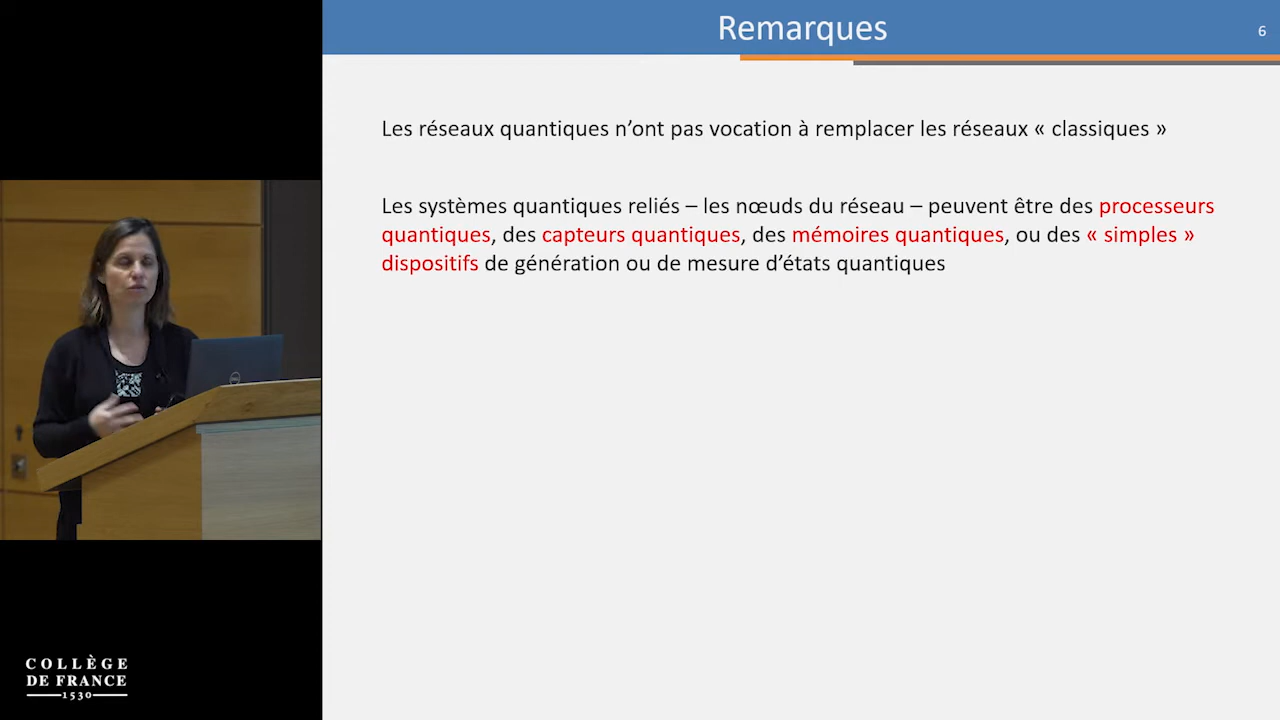 Remarques
6
Les réseaux quantiques n’ont pas vocation à remplacer les réseaux « classiques »
Les systèmes quantiques reliés – les nœuds du réseau – peuvent être des processeurs
quantiques, des capteurs quantiques, des mémoires quantiques, ou des « simples »
dispositifs de génération ou de mesure d’états quantiques
COLLÈGE
DE FRANCE
1530